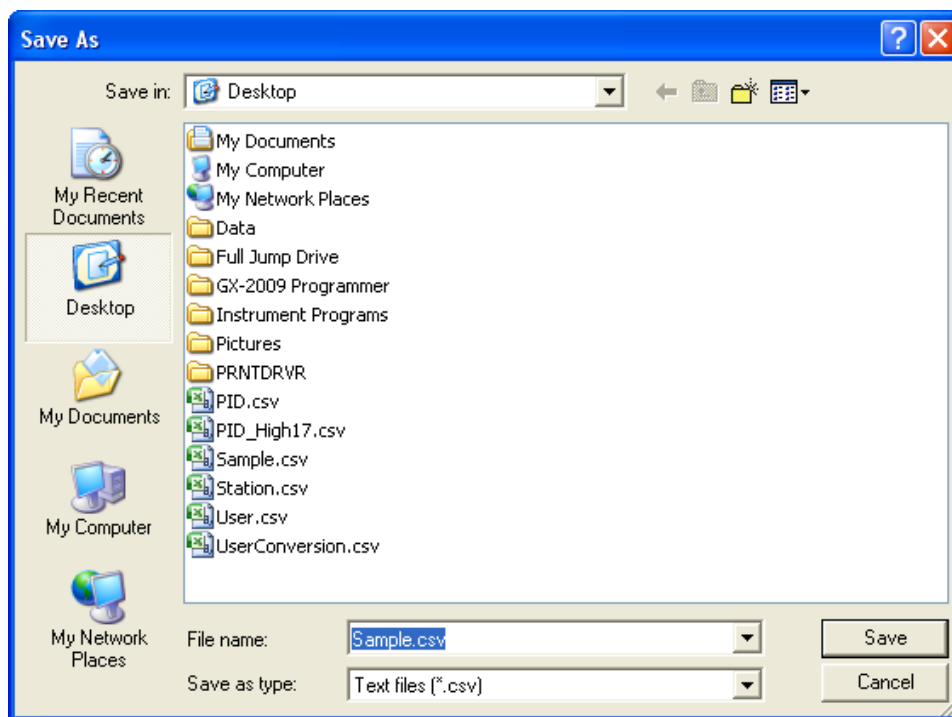 Save As
Save in:
Desktop
My Recent
Documents
Desktop
My Documents
My Computer
My Network
Places
My Documents
My Computer
My Network Places
Data
Full Jump Drive
GX-2009 Programmer
Instrument Programs
Pictures
PRNTDRVR
PID.csv
PID_High17.csv
Sample.csv
Station.csv
User.csv
UserConversion.csv
File name:
Sample.csv
Save
Save as type:
Text files (*.csv)
Cancel